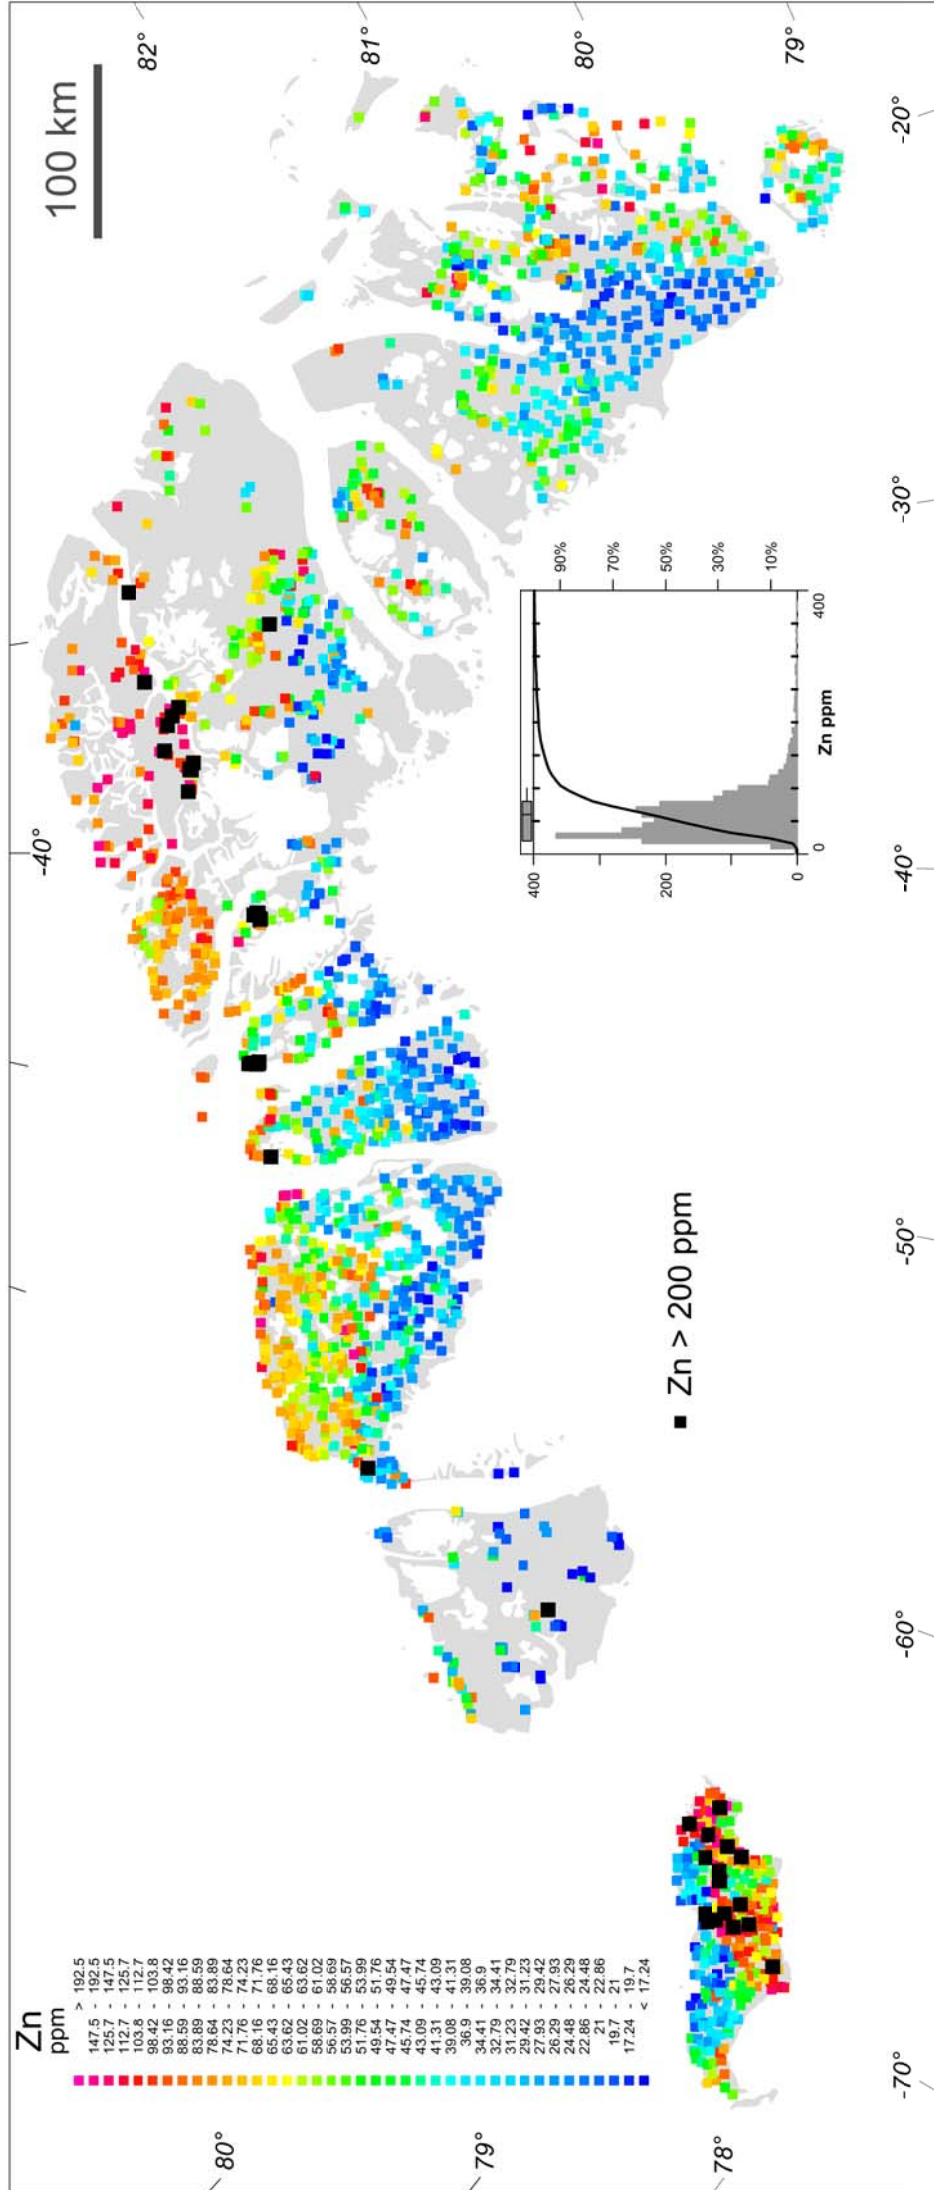 Zn
ppm
> 192.5
147.5 - 192.5
125.7 - 147.5
112.7 - 125.7
103.8 - 112.7
98.42 - 103.8
93.16 - 98.42
88.59 - 93.16
83.89 - 88.59
78.64 - 83.89
74.23 - 78.64
71.76 - 74.23
68.16 - 71.76
65.43 - 68.16
63.62 - 65.43
61.02 - 63.62
58.69 - 61.02
56.57 - 58.69
53.99 - 56.57
51.76 - 53.99
49.54 - 51.76
47.47 - 49.54
45.74 - 47.47
43.09 - 45.74
41.31 - 43.09
39.08 - 41.31
36.9 - 39.08
34.41 - 36.9
32.79 - 34.41
31.23 - 32.79
29.42 - 31.23
27.93 - 29.42
26.29 - 27.93
24.48 - 26.29
22.86 - 24.48
21 - 22.86
19.7 - 21
17.24 - 19.7
< 17.24
-40°
100 km
82°
81°
80°
79°
80°
79°
78°
Zn > 200 ppm
400
200
0
90%
70%
50%
30%
10%
0
Zn ppm
400
-70°
-60°
-50°
-40°
-30°
-20°